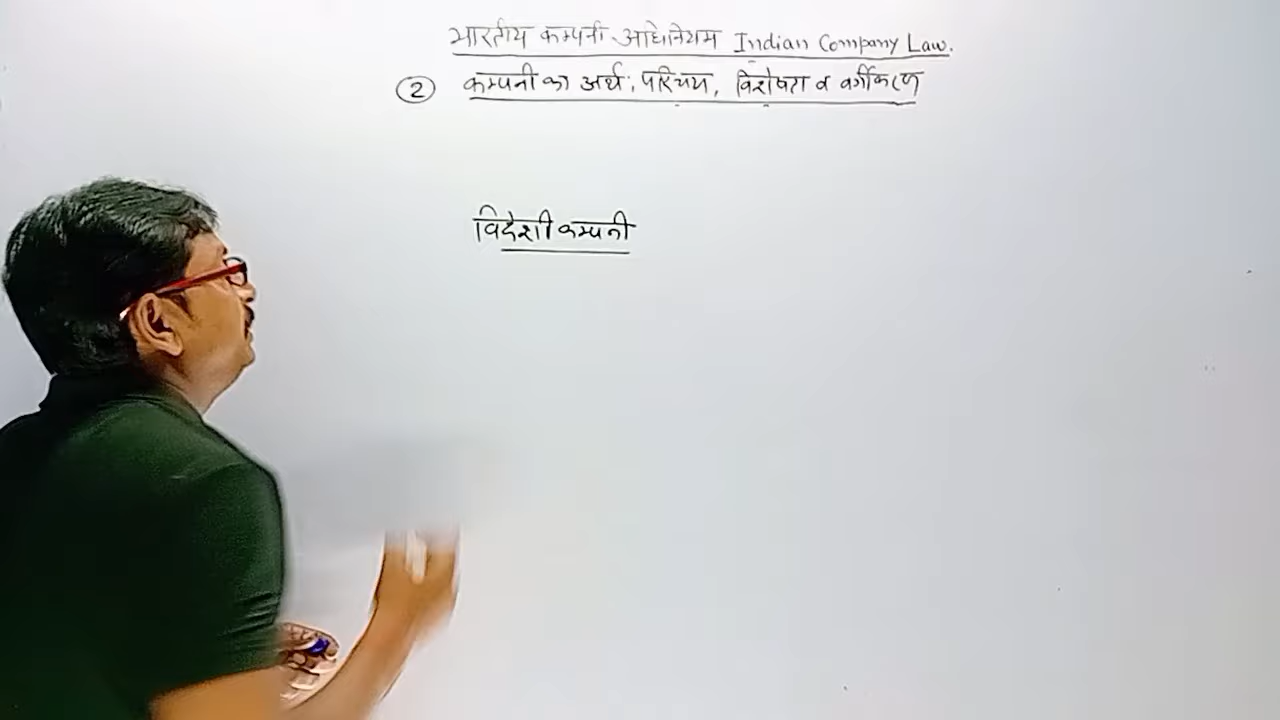 भारतीय कम्पनी अधिनियम Indian Company Law.
② कम्पनी का अर्थ, परिचय, विशेषता व वर्गीकरण
विदेशी कम्पनी